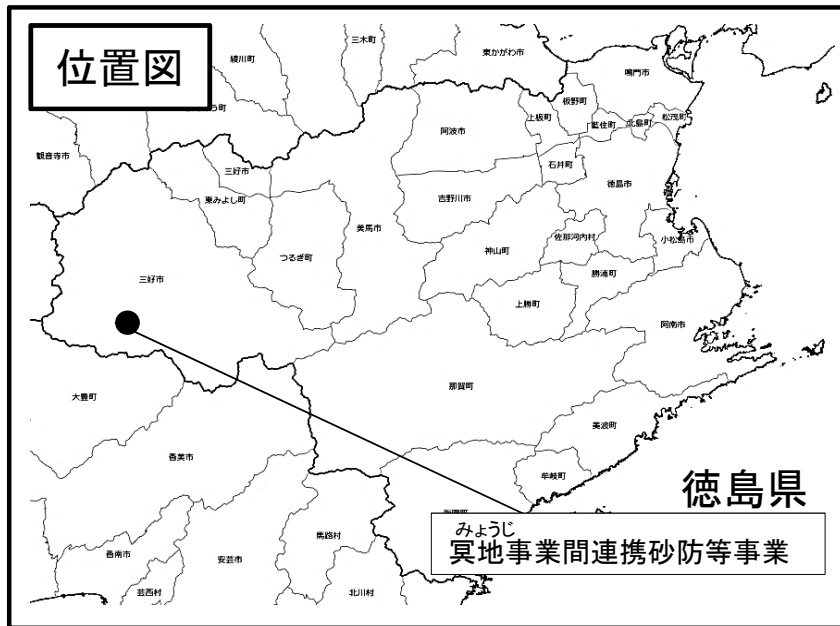 位置図
三木町
綾川町
東かがわ市
鳴門市
う町
板野町
上板町
藍住町
北島町
松茂町
阿波市
観音寺市
三好市
石井町
東みよし町
徳島市
吉野川市
美馬市
佐那河内村
小松島市
つるぎ町
神山町
勝浦町
三好市
上勝町
阿南市
那賀町
大豊町
美波町
香美市
牟岐町
徳島県
馬路村
みょうじ
冥地事業間連携砂防等事業
香南市
安芸市
芸西村
北川村